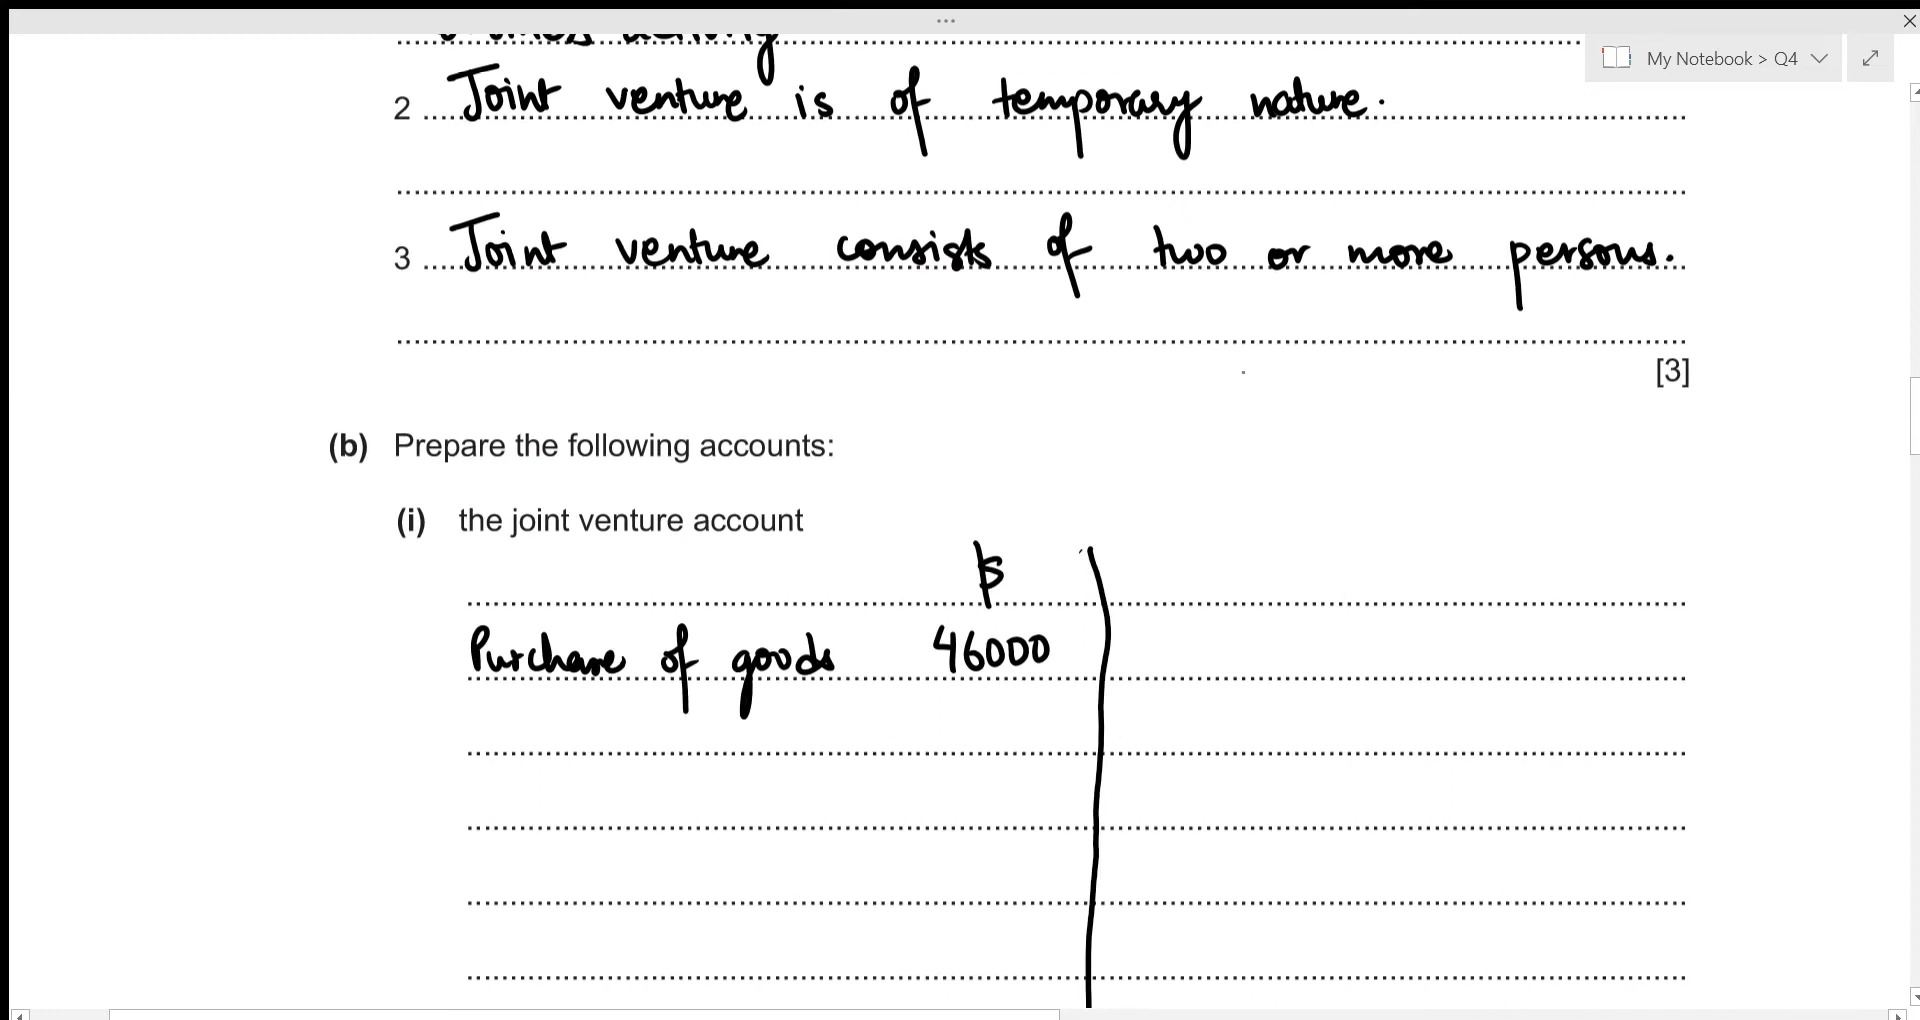 My Notebook > Q4
2 Joint venture is of temporary nature.
3 Joint venture consists of two or more persons.
[3]
(b) Prepare the following accounts:
(i) the joint venture account
$
Purchase of goods 46000